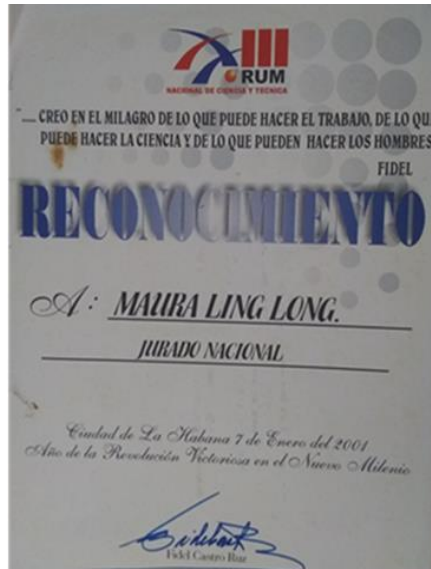 XIII
FORUM
NACIONAL DE CIENCIA Y TECNICA
"..... CREO EN EL MILAGRO DE LO QUE PUEDE HACER EL TRABAJO, DE LO QUE
PUEDE HACER LA CIENCIA Y DE LO QUE PUEDEN HACER LOS HOMBRES
FIDEL
RECONOCIMIENTO
A: MAURA LING LONG.
JURADO NACIONAL
Ciudad de La Habana 7 de Enero del 2001
Año de la Revolución Victoriosa en el Nuevo Milenio
Fidel Castro Ruz